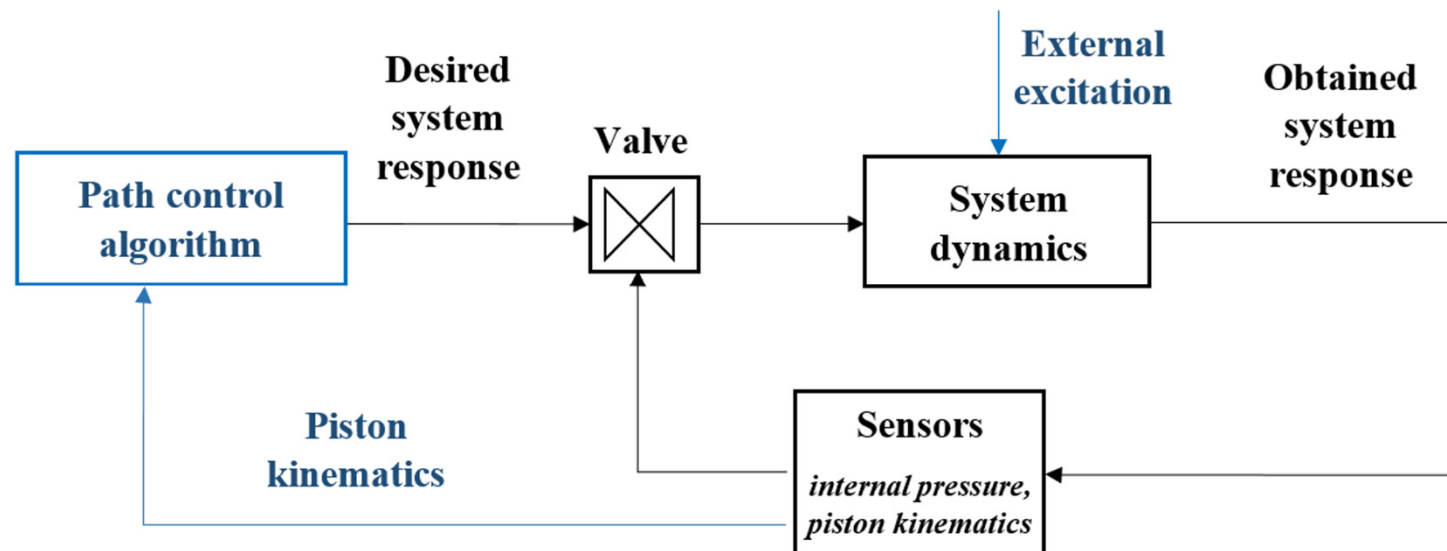 Path control
algorithm
Desired
system
response
Valve
External
excitation
System
dynamics
Obtained
system
response
Piston
kinematics
Sensors
internal pressure,
piston kinematics